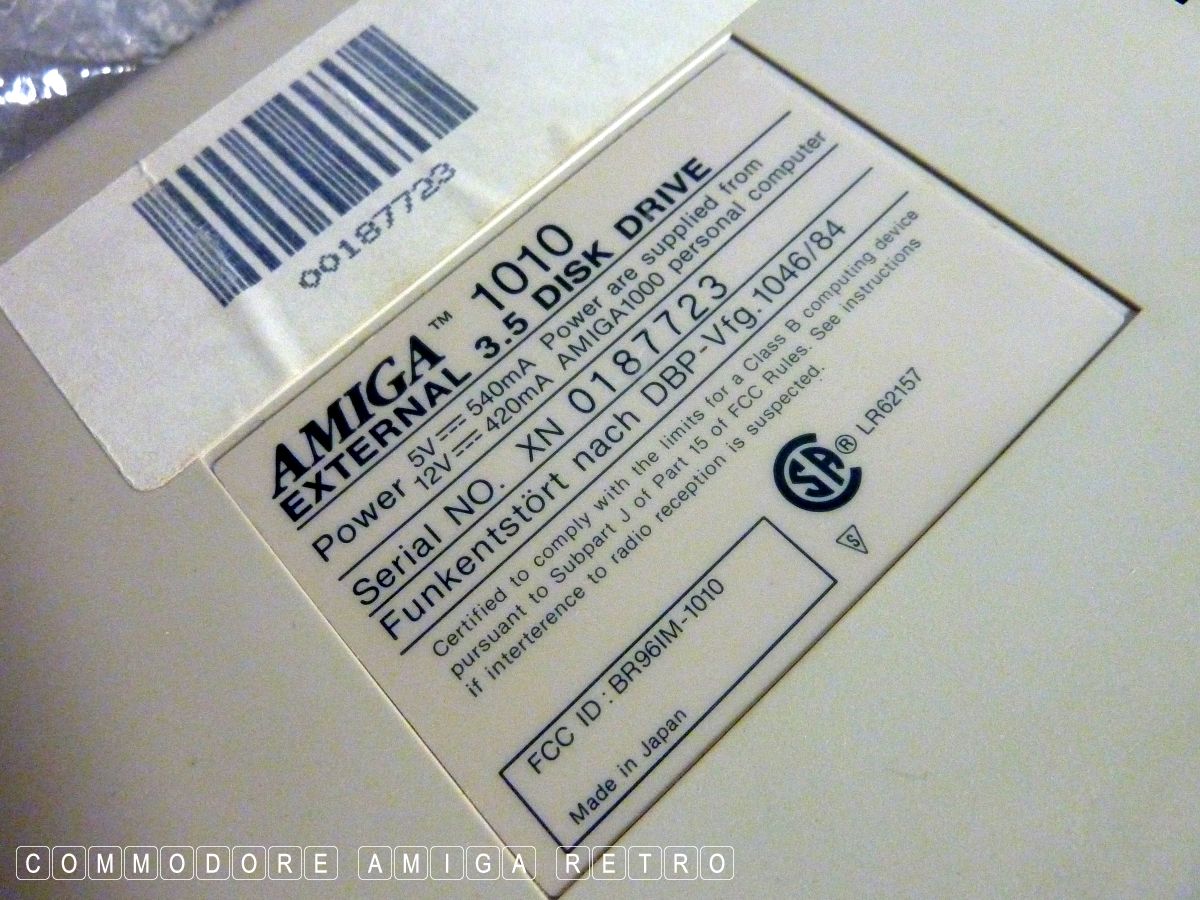 00187723
AMIGA™ 1010
EXTERNAL 3.5 DISK DRIVE
Power 5V 540mA Power are supplied from
12V 420mA AMIGA1000 personal computer
Serial NO. XN 0187723
Funkentstört nach DBP-Vfg.1046/84
Certified to comply with the limits for a Class B computing device
pursuant to Subpart J of Part 15 of FCC Rules. See instructions
if interterence to radio reception is suspected.
SA® LR62157
S
FCC ID: BR96IM-1010
Made in Japan
COMMODORE AMIGA RETRO